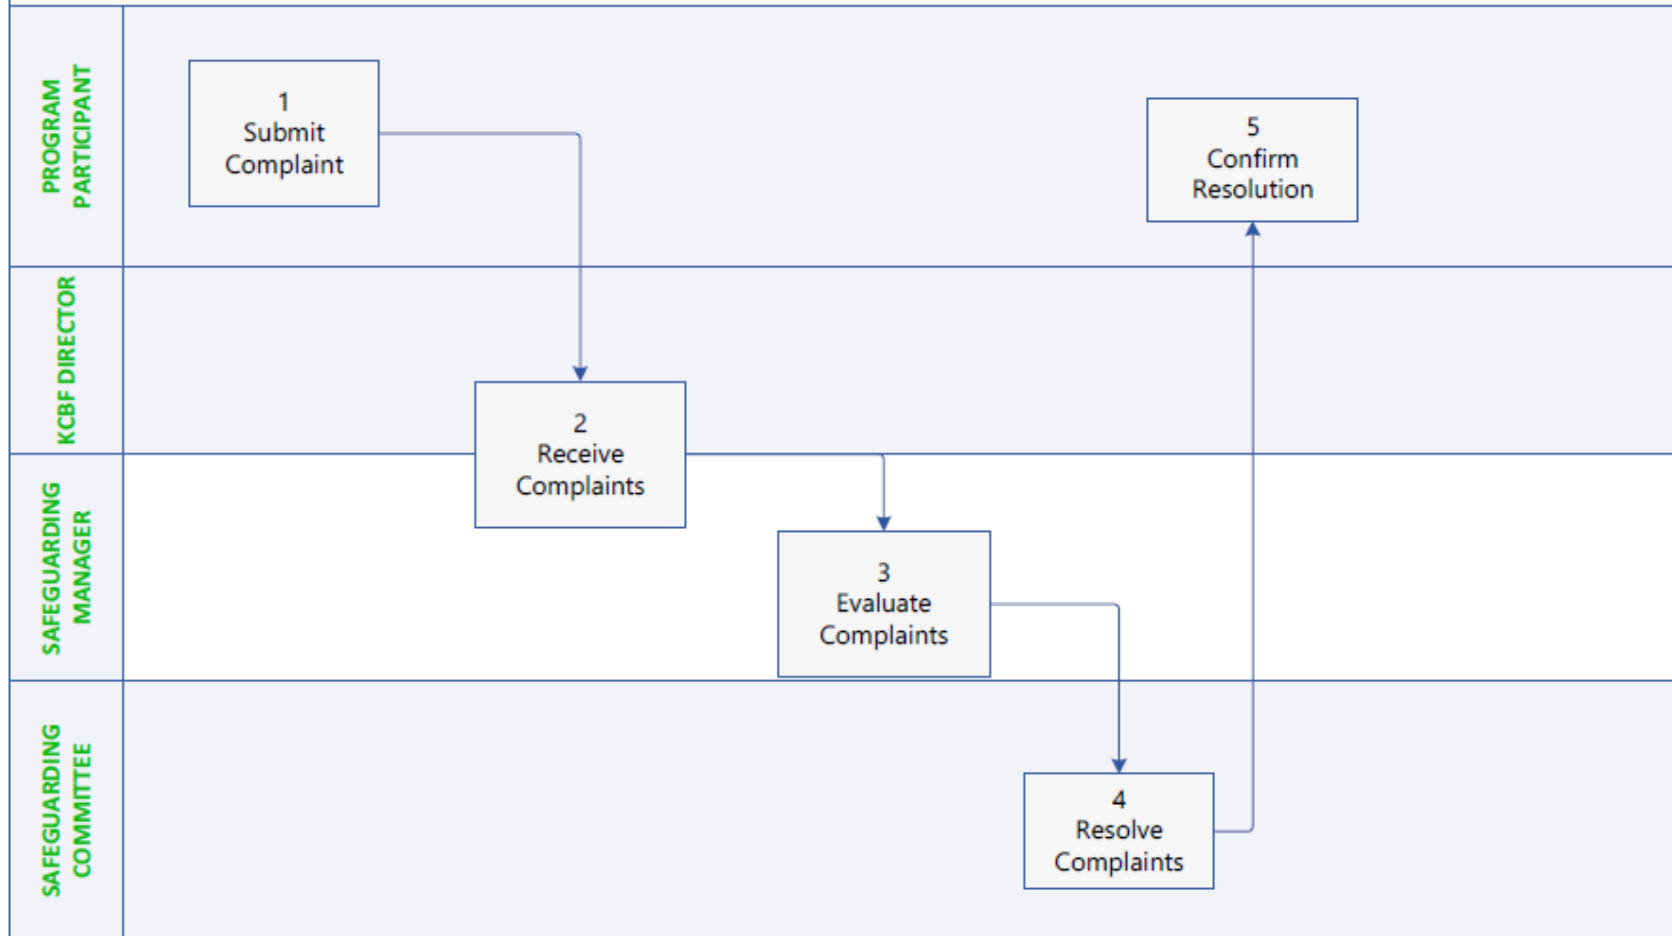 PROGRAM
PARTICIPANT
1
Submit
Complaint
5
Confirm
Resolution
KCBF DIRECTOR
2
Receive
Complaints
SAFEGUARDING
MANAGER
3
Evaluate
Complaints
SAFEGUARDING
COMMITTEE
4
Resolve
Complaints